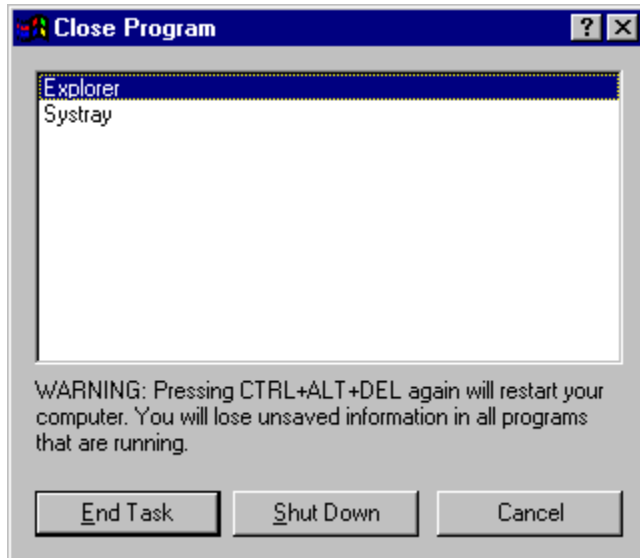 Close Program
Explorer
Systray
WARNING: Pressing CTRL+ALT+DEL again will restart your
computer. You will lose unsaved information in all programs
that are running.
End Task Shut Down Cancel